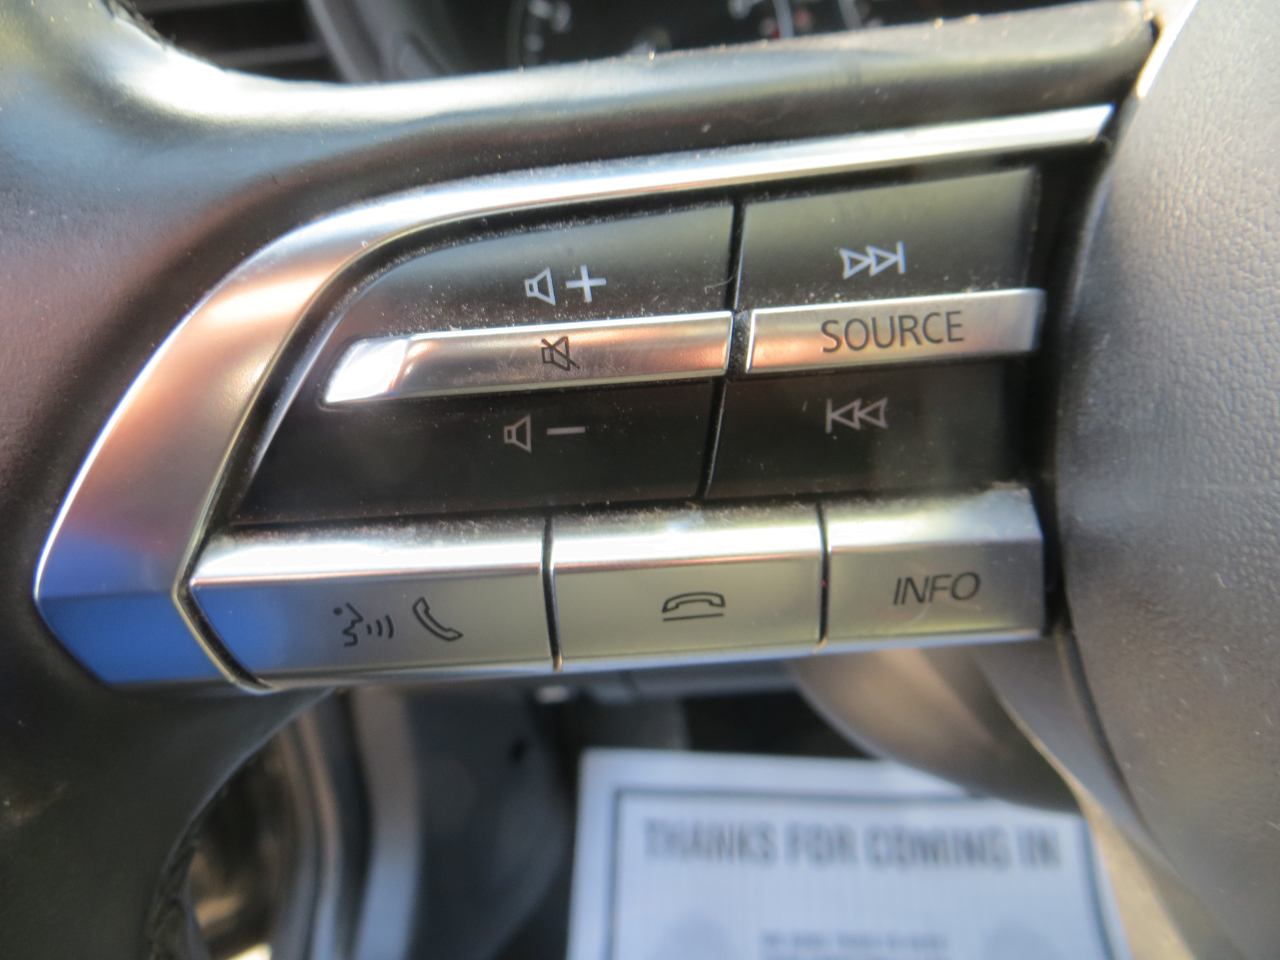 SOURCE
INFO
THANKS FOR COMING IN